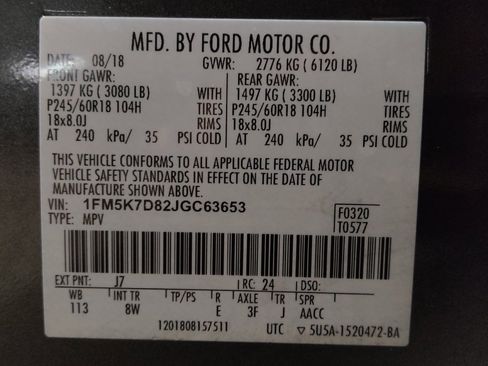 MFD. BY FORD MOTOR CO.
DATE: 08/18 GVWR: 2776 KG ( 6120 LB)
FRONT GAWR: REAR GAWR:
1397 KG ( 3080 LB) WITH 1497 KG ( 3300 LB) WITH
P245/60R18 104H TIRES P245/60R18 104H TIRES
18x8.0J RIMS 18x8.0J RIMS
AT 240 kPa/ 35 PSI COLD AT 240 kPa/ 35 PSI COLD
THIS VEHICLE CONFORMS TO ALL APPLICABLE FEDERAL MOTOR
VEHICLE SAFETY STANDARDS IN EFFECT ON THE DATE OF
MANUFACTURE SHOWN ABOVE.
VIN: 1FM5K7D82JGC63653
TYPE: MPV
F0320
T0577
EXT PNT: J7 RC: 24 DSO:
WB INT TR TP/PS R AXLE TR SPR
113 8W E 3F J AACC
1201808157511 UTC ▽ 5U5A-1520472-BA